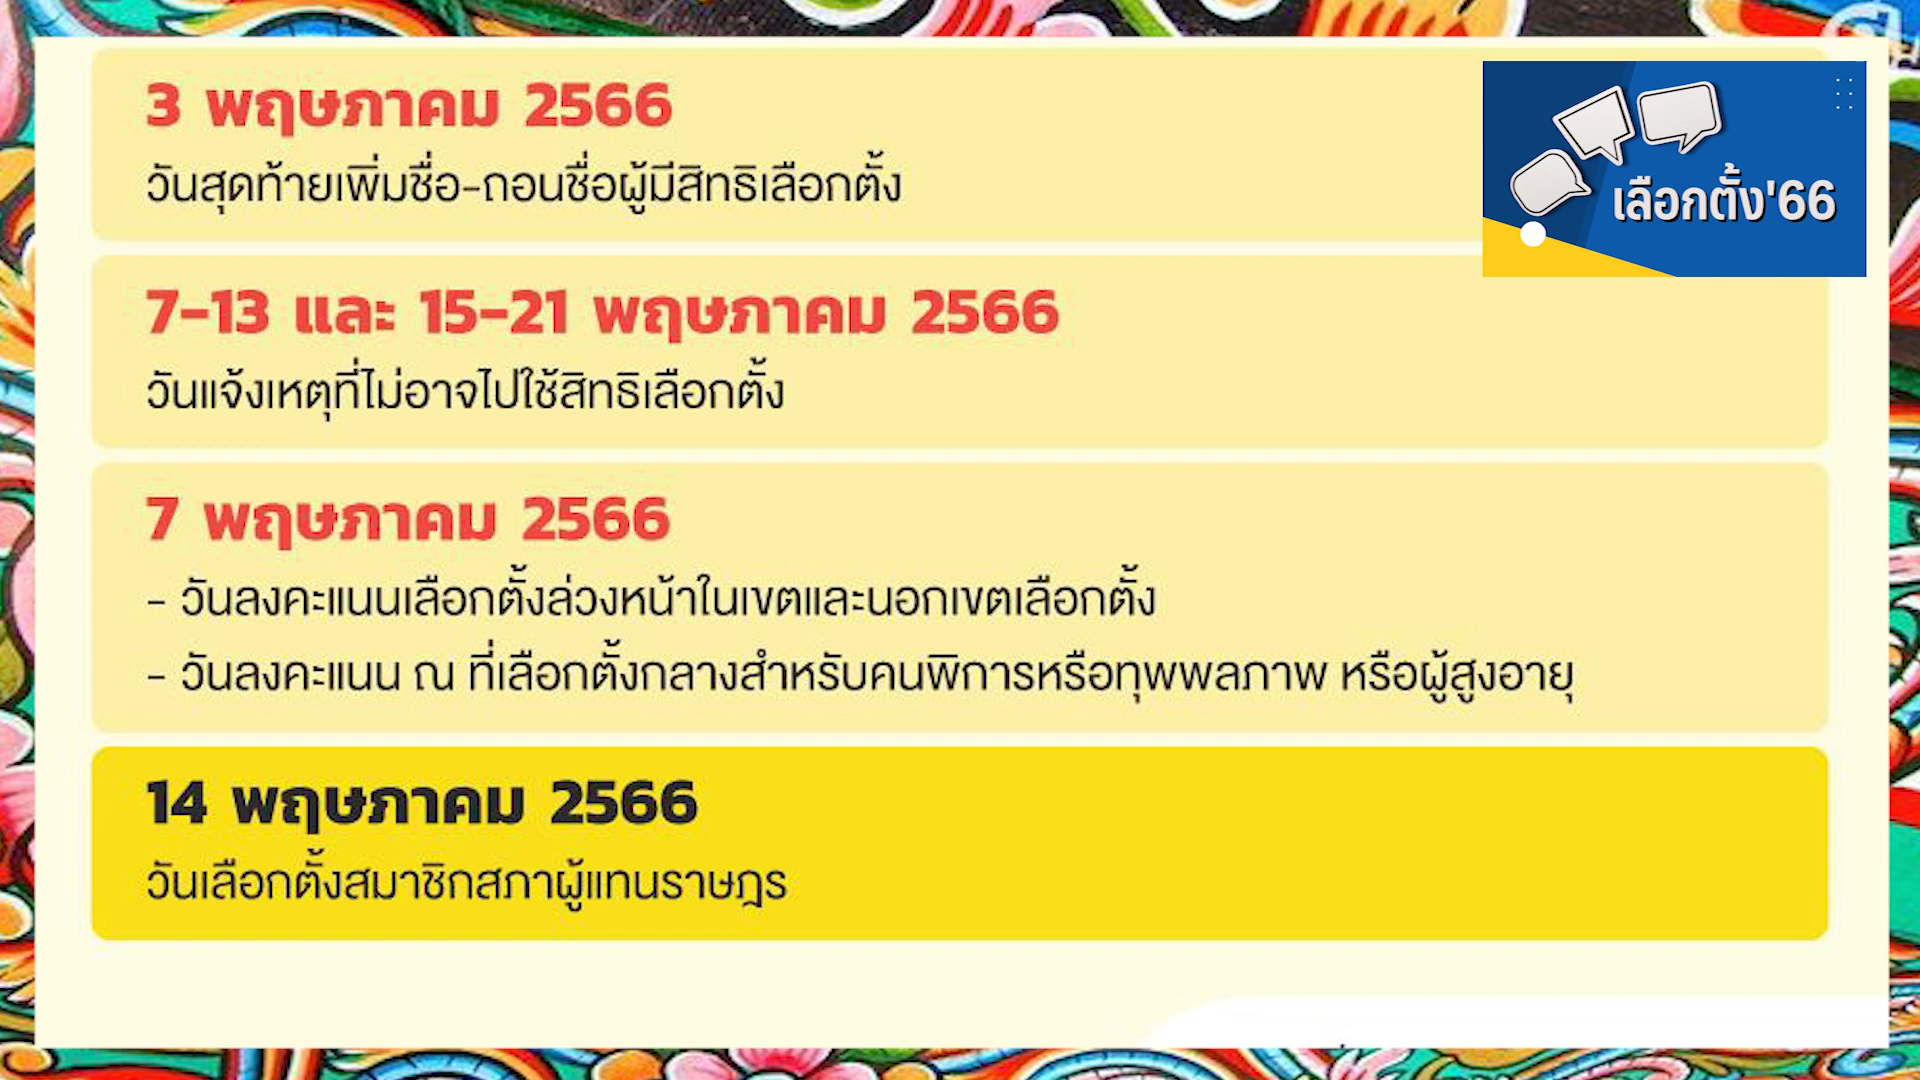 3 พฤษภาคม 2566
วันสุดท้ายเพิ่มชื่อ-ถอนชื่อผู้มีสิทธิเลือกตั้ง
เลือกตั้ง'66
7-13 และ 15-21 พฤษภาคม 2566
วันแจ้งเหตุที่ไม่อาจไปใช้สิทธิเลือกตั้ง
7 พฤษภาคม 2566
- วันลงคะแนนเลือกตั้งล่วงหน้าในเขตและนอกเขตเลือกตั้ง
- วันลงคะแนน ณ ที่เลือกตั้งกลางสำหรับคนพิการหรือทุพพลภาพ หรือผู้สูงอายุ
14 พฤษภาคม 2566
วันเลือกตั้งสมาชิกสภาผู้แทนราษฎร